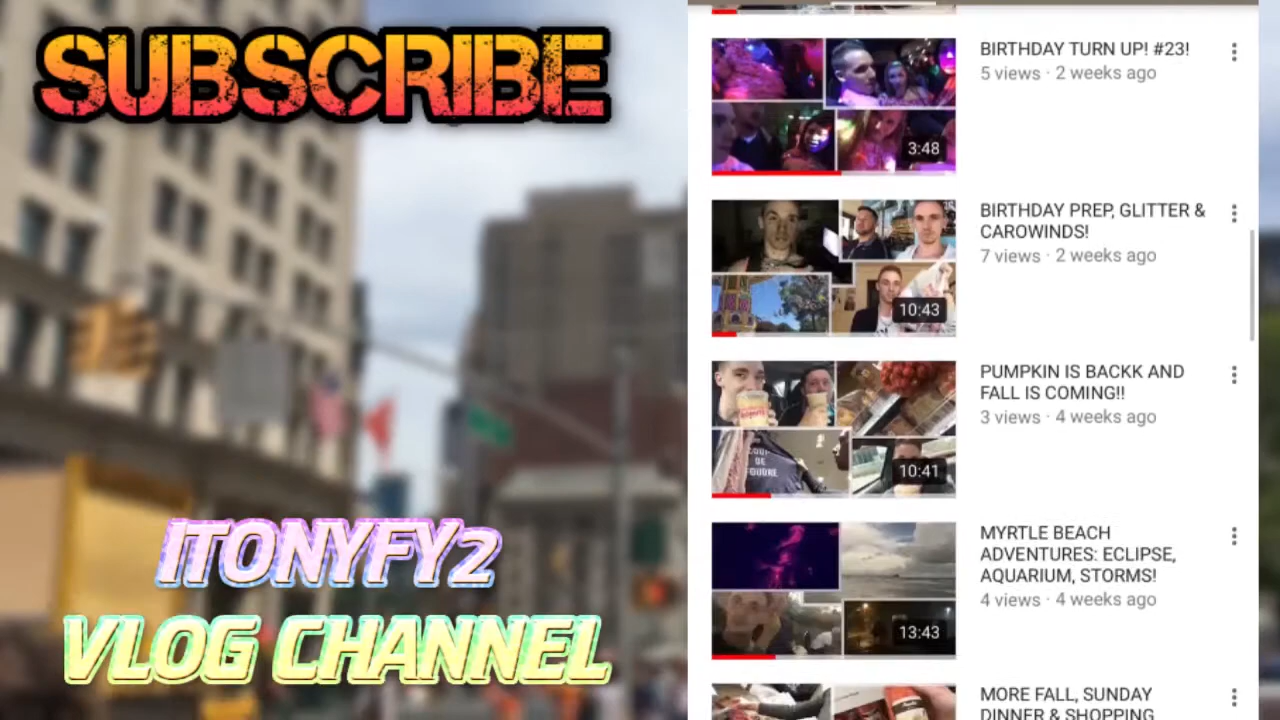 SUBSCRIBE
ITONYFY2
VLOG CHANNEL
BIRTHDAY TURN UP! #23!
5 views · 2 weeks ago
3:48
BIRTHDAY PREP, GLITTER &
CAROWINDS!
7 views · 2 weeks ago
10:43
PUMPKIN IS BACKK AND
FALL IS COMING!!
3 views · 4 weeks ago
10:41
MYRTLE BEACH
ADVENTURES: ECLIPSE,
AQUARIUM, STORMS!
4 views · 4 weeks ago
13:43
MORE FALL, SUNDAY
DINNER & SHOPPING